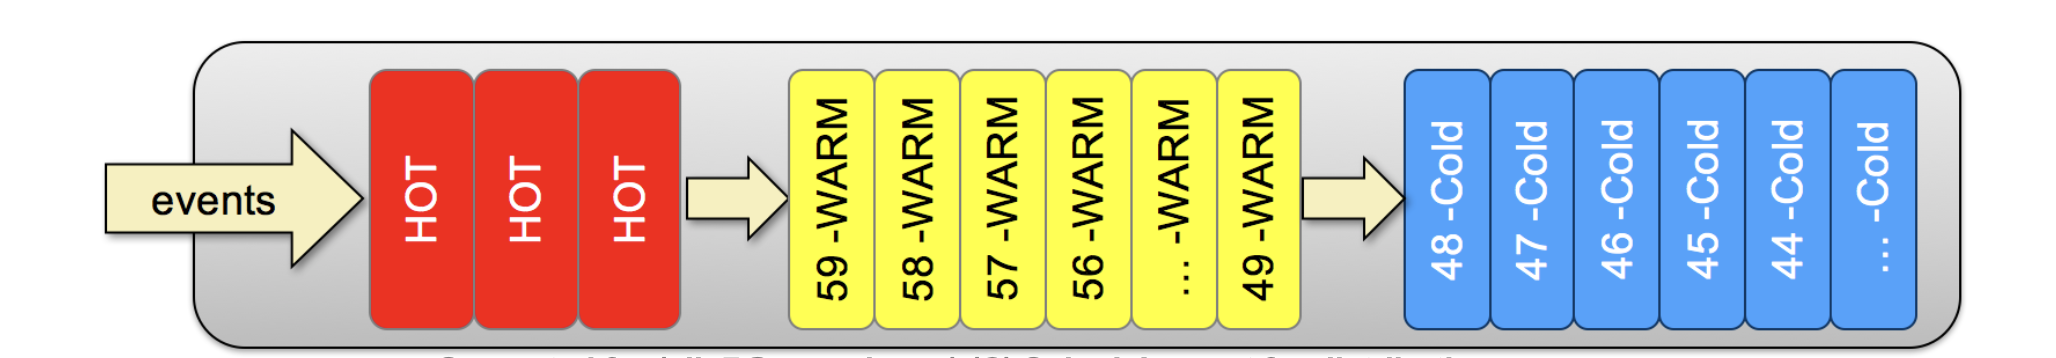 events
HOT
HOT
HOT
59 -WARM
58 -WARM
57 -WARM
56 -WARM
... -WARM
49 -WARM
48 -Cold
47 -Cold
46 -Cold
45 -Cold
44 -Cold
... -Cold